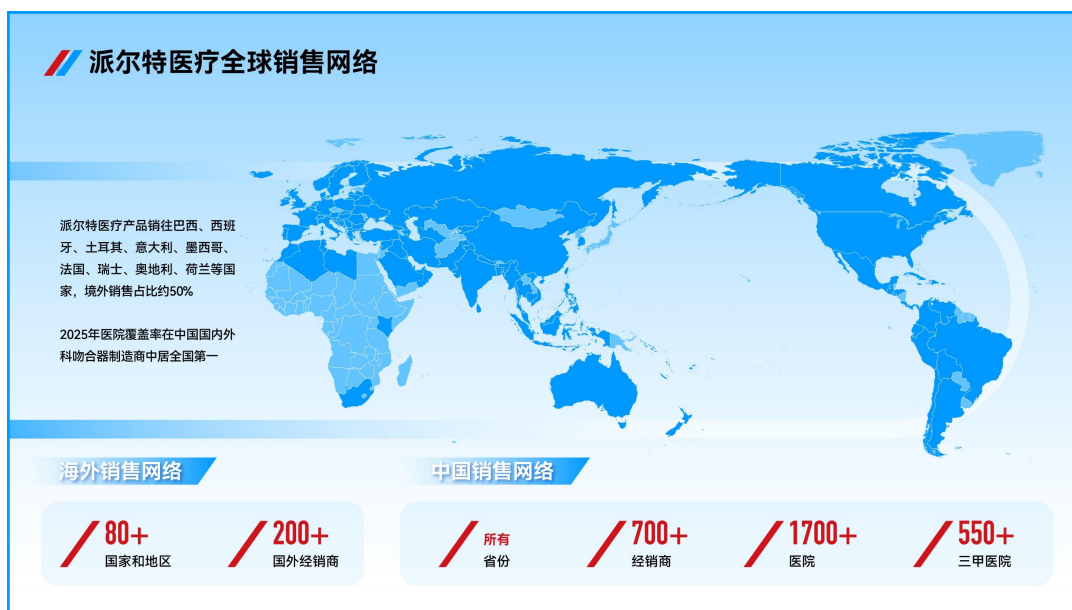 派尔特医疗全球销售网络
派尔特医疗产品销往巴西、西班
牙、土耳其、意大利、墨西哥、
法国、瑞士、奥地利、荷兰等国
家，境外销售占比约50%
2025年医院覆盖率在中国国内外
科吻合器制造商中居全国第一
海外销售网络
80+
国家和地区
200+
国外经销商
中国销售网络
所有
省份
700+
经销商
1700+
医院
550+
三甲医院